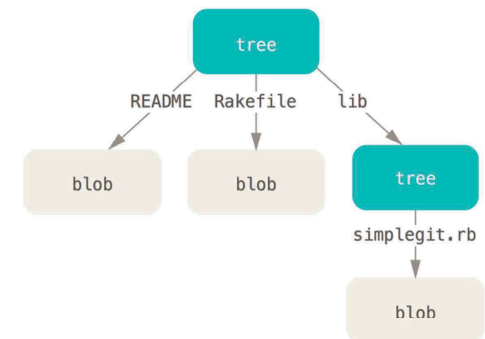 tree
README Rakefile lib
blob blob tree
simplegit.rb
blob